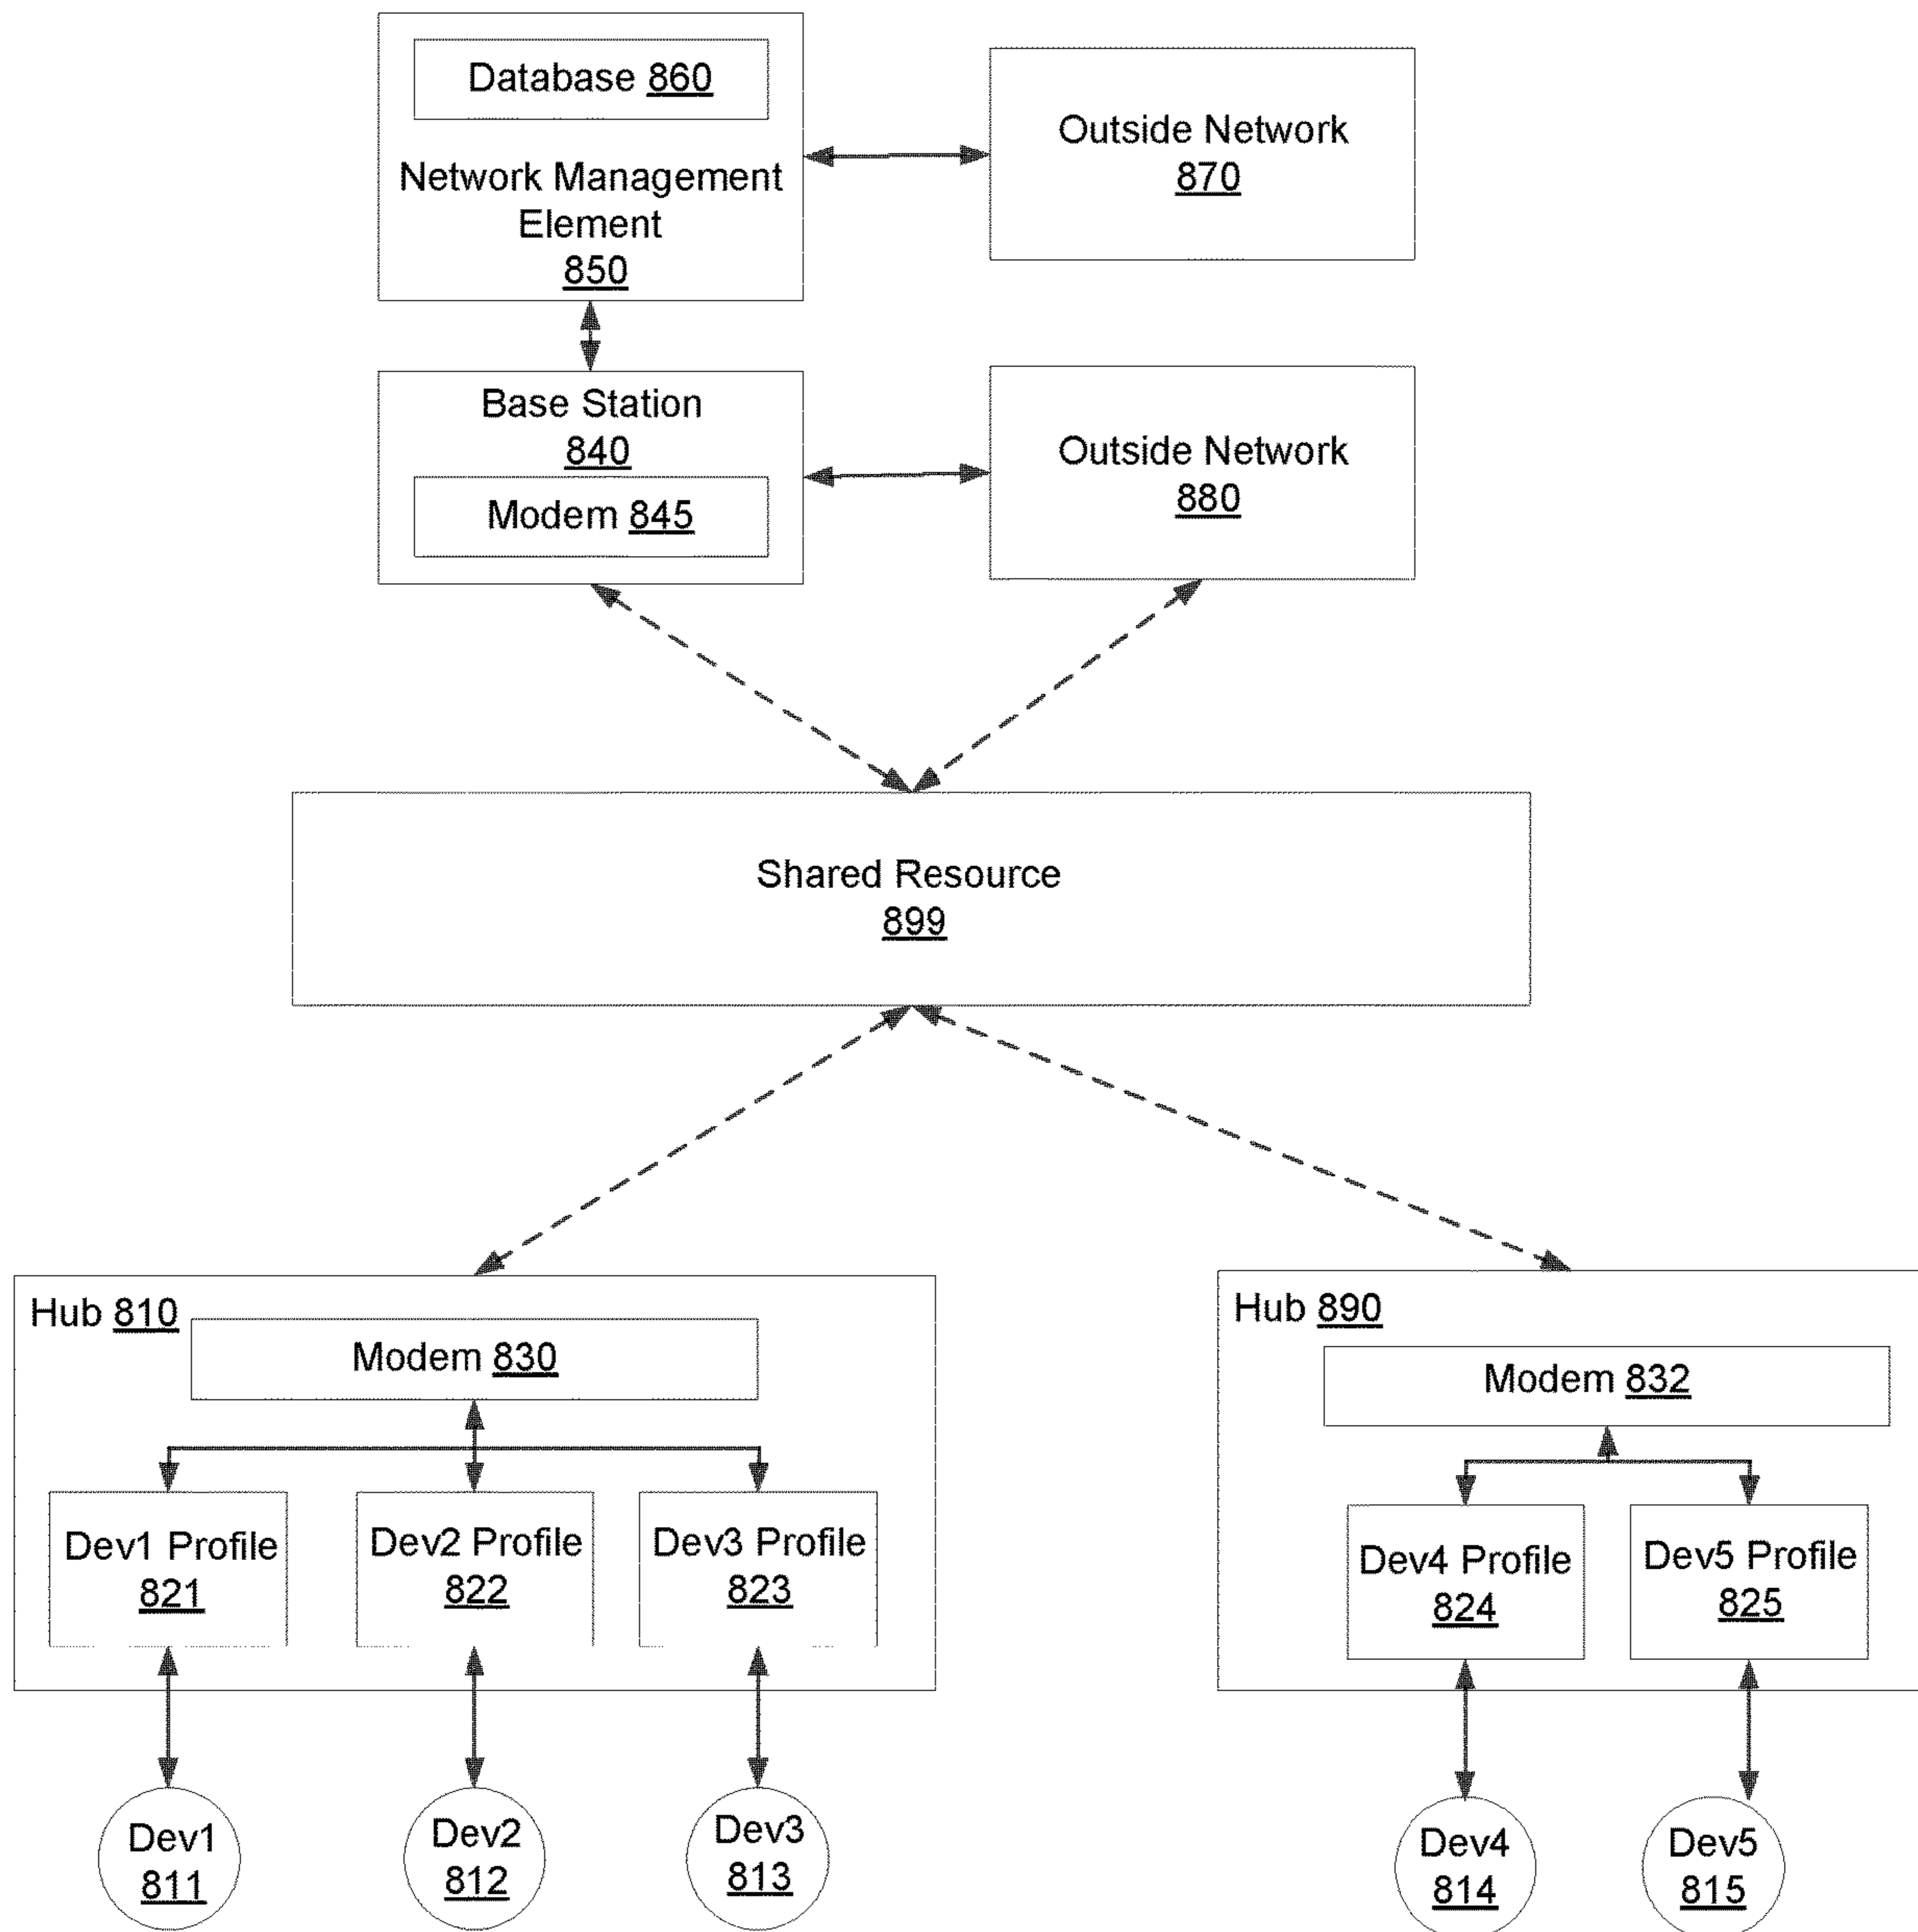 Database 860
Network Management
Element
850
Outside Network
870
Base Station
840
Modem 845
Outside Network
880
Shared Resource
899
Hub 810
Modem 830
Dev1 Profile
821
Dev2 Profile
822
Dev3 Profile
823
Hub 890
Modem 832
Dev4 Profile
824
Dev5 Profile
825
Dev1
811
Dev2
812
Dev3
813
Dev4
814
Dev5
815